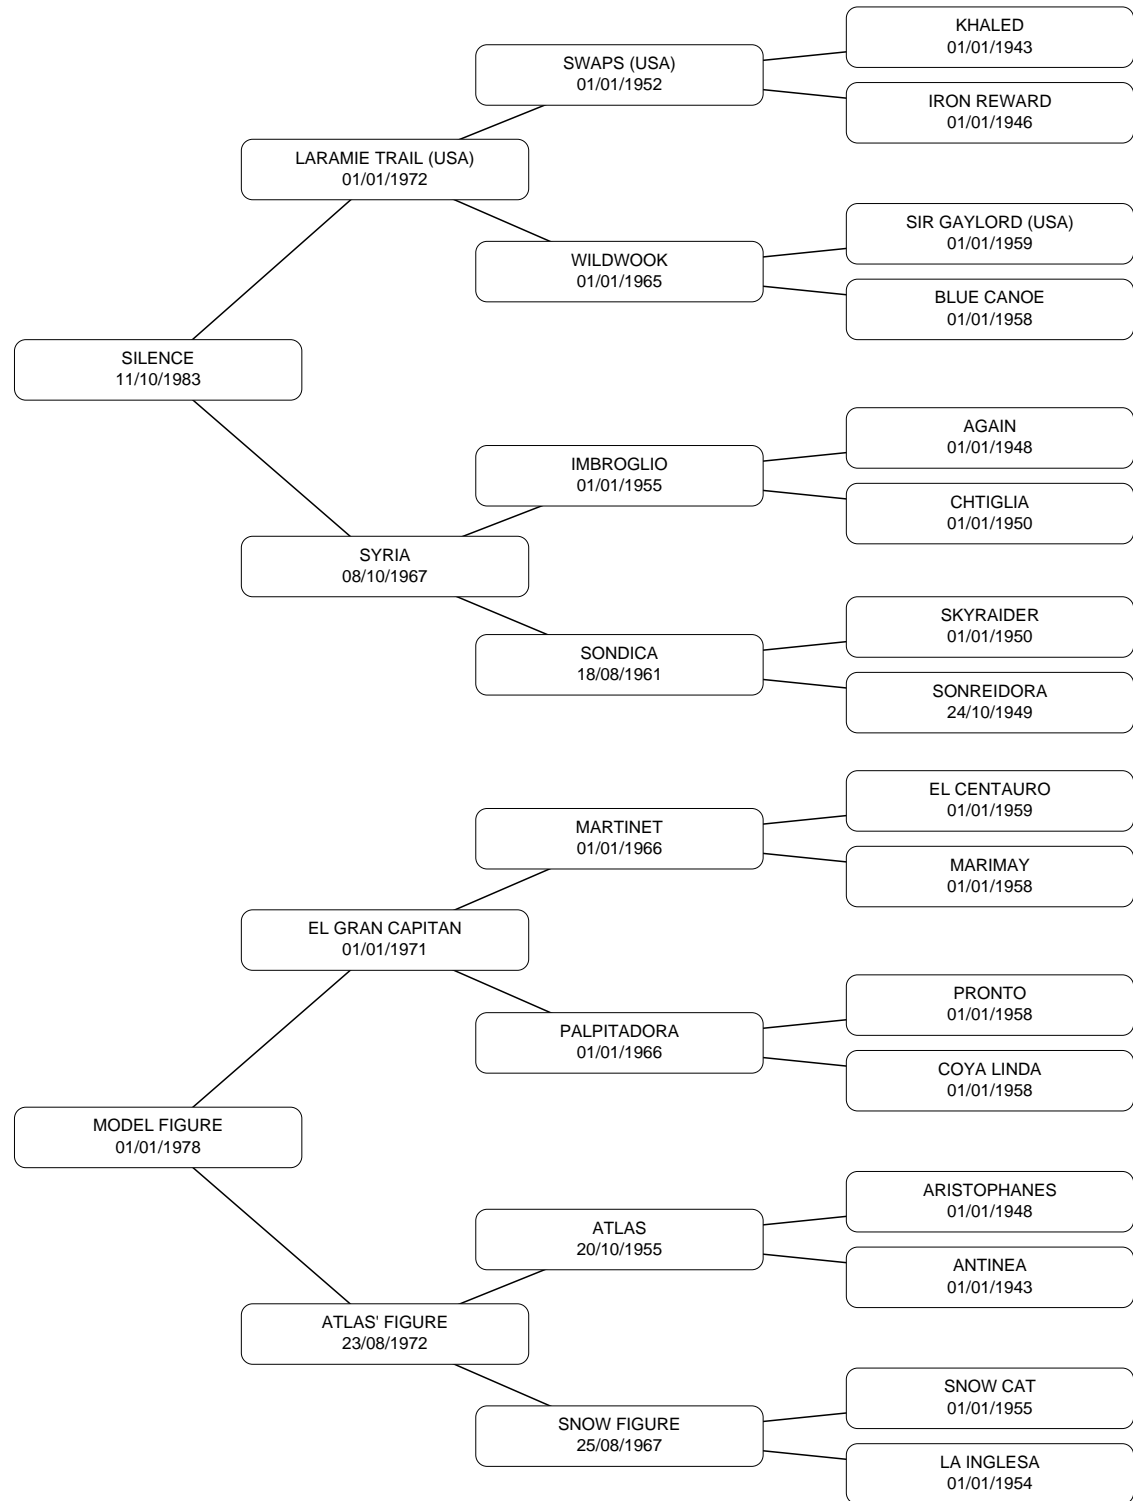 KHALED
01/01/1943
SWAPS (USA)
01/01/1952
IRON REWARD
01/01/1946
LARAMIE TRAIL (USA)
01/01/1972
SIR GAYLORD (USA)
01/01/1959
WILDWOOK
01/01/1965
BLUE CANOE
01/01/1958
SILENCE
11/10/1983
AGAIN
01/01/1948
IMBROGLIO
01/01/1955
CHTIGLIA
01/01/1950
SYRIA
08/10/1967
SKYRAIDER
01/01/1950
SONDICA
18/08/1961
SONREIDORA
24/10/1949
EL CENTAURO
01/01/1959
MARTINET
01/01/1966
MARIMAY
01/01/1958
EL GRAN CAPITAN
01/01/1971
PRONTO
01/01/1958
PALPITADORA
01/01/1966
COYA LINDA
01/01/1958
MODEL FIGURE
01/01/1978
ARISTOPHANES
01/01/1948
ATLAS
20/10/1955
ANTINEA
01/01/1943
ATLAS' FIGURE
23/08/1972
SNOW CAT
01/01/1955
SNOW FIGURE
25/08/1967
LA INGLESA
01/01/1954